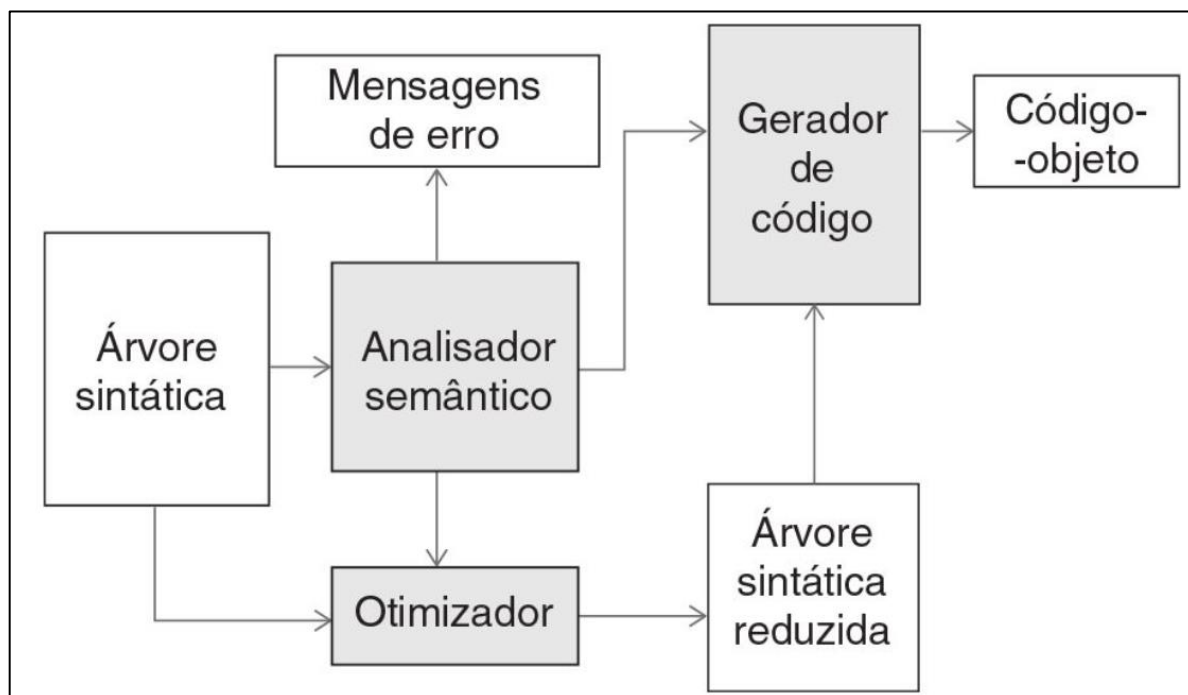 Mensagens
de erro
Gerador
de
código
Código-
-objeto
Árvore
sintática
Analisador
semântico
Otimizador
Árvore
sintática
reduzida